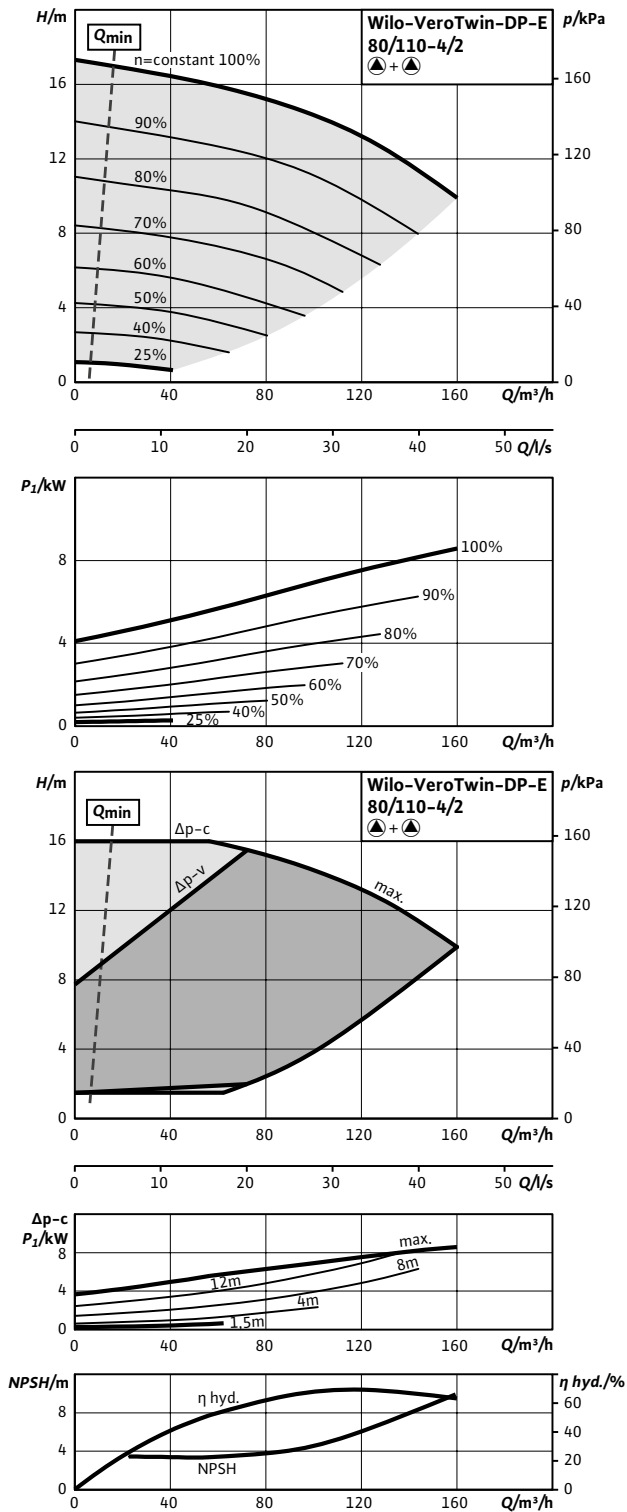 H/m
Wilo-VeroTwin-DP-E
80/110-4/2
+
p/kPa
Qmin
n=constant 100%
90%
80%
70%
60%
50%
40%
25%
16
12
8
4
0
160
120
80
40
0
0 40 80 120 160 Q/m³/h
0 10 20 30 40 50 Q/l/s
P1/kW
8
4
0
100%
90%
80%
70%
60%
50%
40%
25%
0 40 80 120 160 Q/m³/h
H/m
Wilo-VeroTwin-DP-E
80/110-4/2
+
p/kPa
Qmin
Δp-c
Δp-v
max.
16
12
8
4
0
160
120
80
40
0
0 40 80 120 160 Q/m³/h
0 10 20 30 40 50 Q/l/s
Δp-c
P1/kW
8
4
0
max.
12m
8m
4m
1,5m
0 40 80 120 160 Q/m³/h
NPSH/m
η hyd./%
8
4
0
η hyd.
NPSH
60
40
20
0